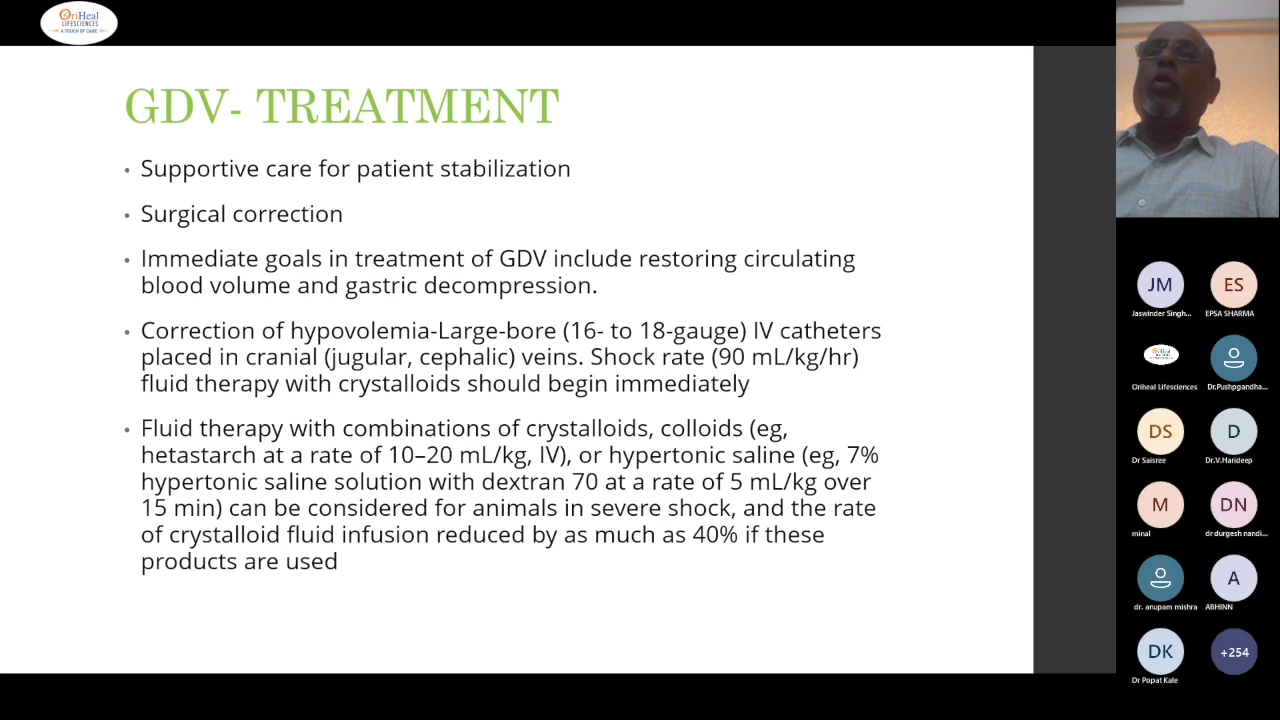 OriHeal
LIFESCIENCES
A TOUCH OF CARE
GDV- TREATMENT
• Supportive care for patient stabilization
• Surgical correction
• Immediate goals in treatment of GDV include restoring circulating
blood volume and gastric decompression.
• Correction of hypovolemia-Large-bore (16- to 18-gauge) IV catheters
placed in cranial (jugular, cephalic) veins. Shock rate (90 mL/kg/hr)
fluid therapy with crystalloids should begin immediately
• Fluid therapy with combinations of crystalloids, colloids (eg,
hetastarch at a rate of 10–20 mL/kg, IV), or hypertonic saline (eg, 7%
hypertonic saline solution with dextran 70 at a rate of 5 mL/kg over
15 min) can be considered for animals in severe shock, and the rate
of crystalloid fluid infusion reduced by as much as 40% if these
products are used
JM ES
Jaswinder Singh... EPSA SHARMA
Oriheal Lifesciences Dr.Pushpgandha...
DS D
Dr Saisree Dr.V.Harideep
M DN
minal dr durgesh nandi...
A
dr. anupam mishra ABHINN
DK +254
Dr Popat Kale